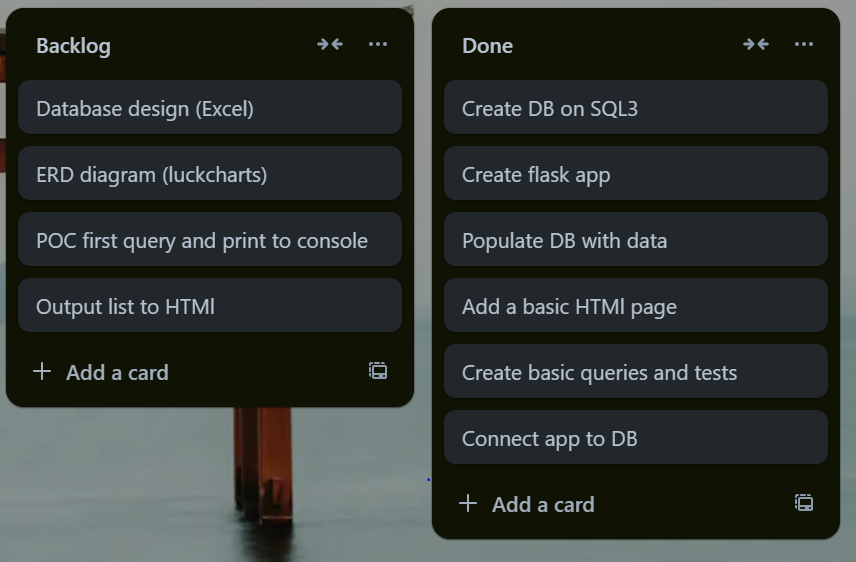 Backlog
Database design (Excel)
ERD diagram (luckcharts)
POC first query and print to console
Output list to HTMl
Add a card
Done
Create DB on SQL3
Create flask app
Populate DB with data
Add a basic HTMl page
Create basic queries and tests
Connect app to DB
Add a card